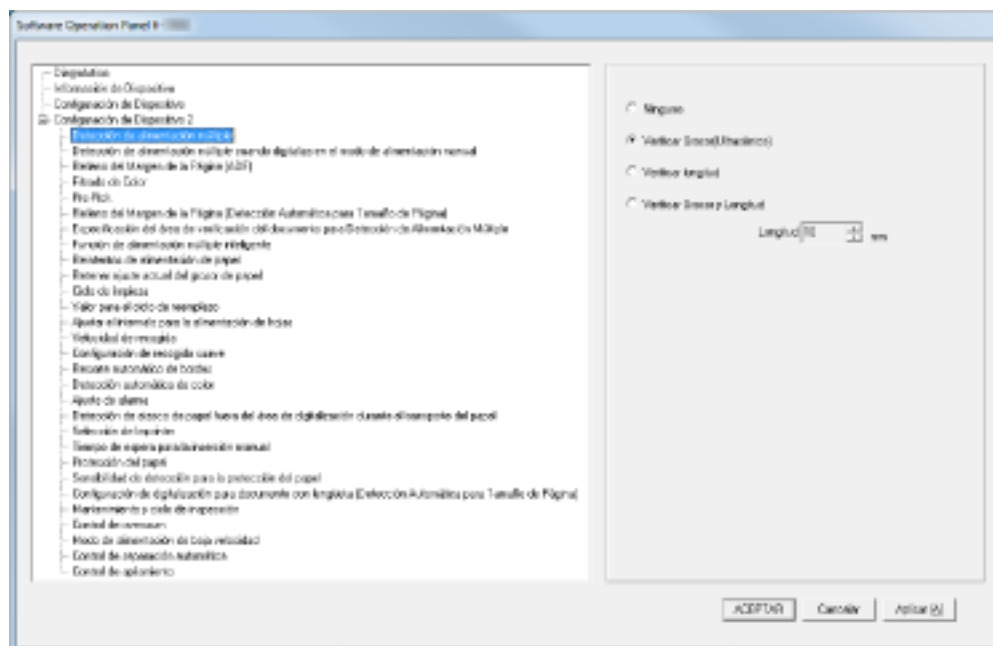 Software Operation Panel II -
Diagnóstico
Información de Dispositivo
Configuración de Dispositivo
Configuración de Dispositivo 2
Detección de alimentación múltiple
Detección de alimentación múltiple cuando digitaliza en el modo de alimentación manual
Relleno del Margen de la Página (ADF)
Filtrado de Color
Pre-Pick
Relleno del Margen de la Página (Detección Automática para Tamaño de Página)
Especificación del área de verificación del documento para Detección de Alimentación Múltiple
Función de alimentación múltiple inteligente
Reintentos de alimentación de papel
Retener ajuste actual del grosor de papel
Ciclo de limpieza
Valor para el ciclo de reemplazo
Ajustar el intervalo para la alimentación de hojas
Velocidad de recogida
Configuración de recogida suave
Recorte automático de bordes
Detección automática de color
Ajuste de alarma
Detección de atasco de papel fuera del área de digitalización durante el transporte del papel
Selección de Imprinter
Tiempo de espera para la inserción manual
Protección del papel
Sensibilidad de detección para la protección del papel
Configuración de digitalización para documento con lengüeta (Detección Automática para Tamaño de Página)
Mantenimiento y ciclo de inspección
Control de overscan
Modo de alimentación de baja velocidad
Control de separación Automática
Control de apilamiento
Ninguno
Verificar Grosor(Ultrasónico)
Verificar longitud
Verificar Grosor y Longitud
Longitud 10 mm
ACEPTAR Cancelar Aplicar (A)